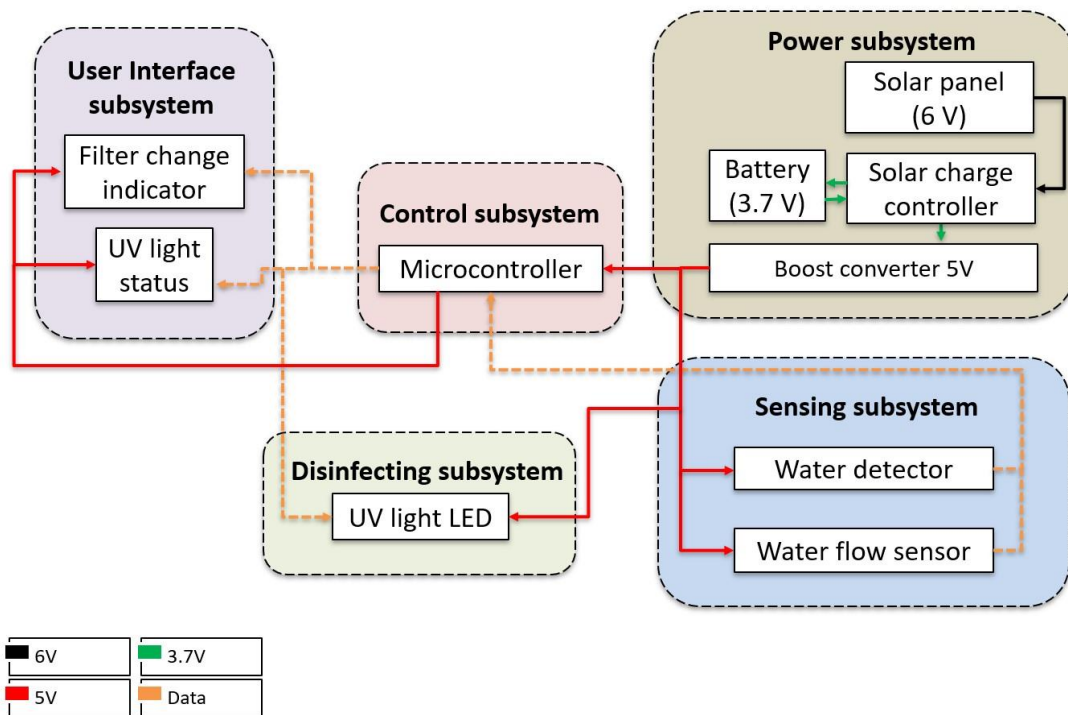 User Interface
subsystem
Filter change
indicator
UV light
status
Control subsystem
Microcontroller
Power subsystem
Solar panel
(6 V)
Battery
(3.7 V)
Solar charge
controller
Boost converter 5V
Disinfecting subsystem
UV light LED
Sensing subsystem
Water detector
Water flow sensor
6V
3.7V
5V
Data